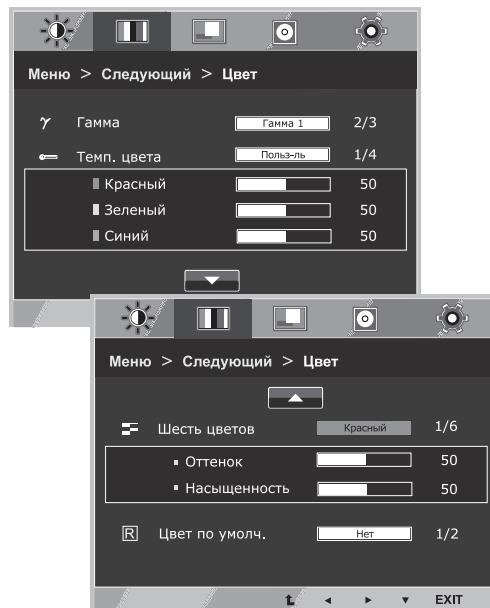 Меню > Следующий > Цвет
γ Гамма Гамма 1 2/3
Темп. цвета Польз-ль 1/4
Красный 50
Зеленый 50
Синий 50
Меню > Следующий > Цвет
Шесть цветов Красный 1/6
Оттенок 50
Насыщенность 50
R Цвет по умолч. Нет 1/2
EXIT